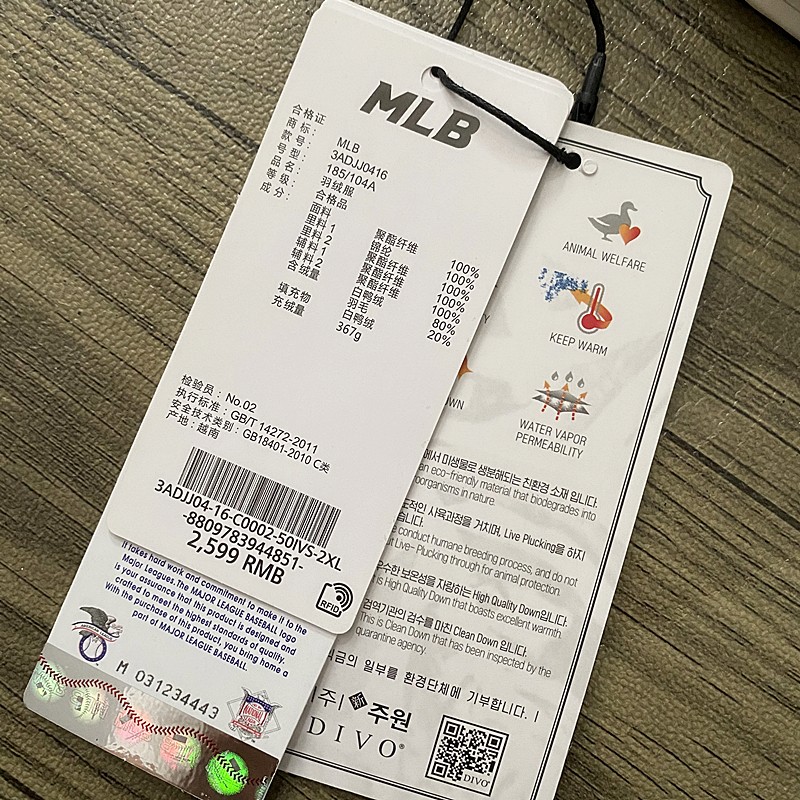 MLB
合格证
商标： MLB
款号： 3ADJJ0416
号型： 185/104A
品名： 羽绒服
等级： 合格品
成分： 面料 聚酯纤维 100%
里料 1 锦纶 100%
里料 2 聚酯纤维 100%
辅料 1 聚酯纤维 100%
辅料 2 聚酯纤维 100%
含绒量 白鸭绒 80%
羽毛 20%
填充物 白鸭绒
充绒量 367g
检验员：No.02
执行标准：GB/T 14272-2011
安全技术类别：GB18401-2010 C类
产地：越南
3ADJJ04-16-C0002-50IVS-2XL
-8809783944851-
2,599 RMB
RFID
It takes hard work and commitment to make it to the
Major Leagues. The MAJOR LEAGUE BASEBALL logo
is your assurance that this product is designed and
crafted to meet the highest standards of quality.
With the purchase of this product, you bring home a
part of MAJOR LEAGUE BASEBALL.
M 031234443
NATIONAL
ANIMAL WELFARE
KEEP WARM
WATER VAPOR
PERMEABILITY
에서 미생물로 생분해되는 친환경 소재 입니다.
an eco-friendly material that biodegrades into
organisms in nature.
도적인 사육과정을 거치며, Live Plucking을 하지
습니다.
conduct humane breeding process, and do not
Live- Plucking through for animal protection.
우수한 보온성을 자랑하는 High Quality Down입니다.
is High Quality Down that boasts excellent warmth.
검역기관의 검수를 마친 Clean Down 입니다.
This is Clean Down that has been inspected by the
quarantine agency.
금의 일부를 환경단체에 기부합니다.
주| 新주원
DIVO®
DIVO®